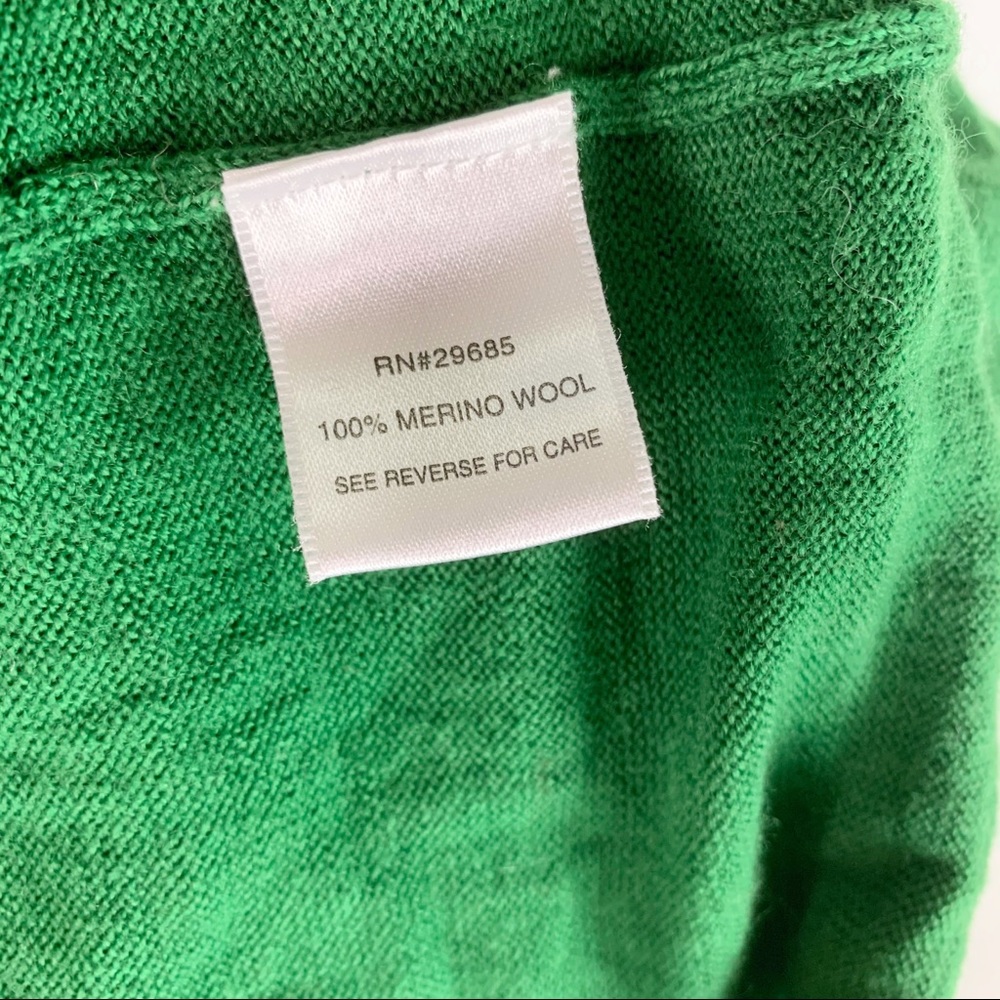 RN#29685
100% MERINO WOOL
SEE REVERSE FOR CARE